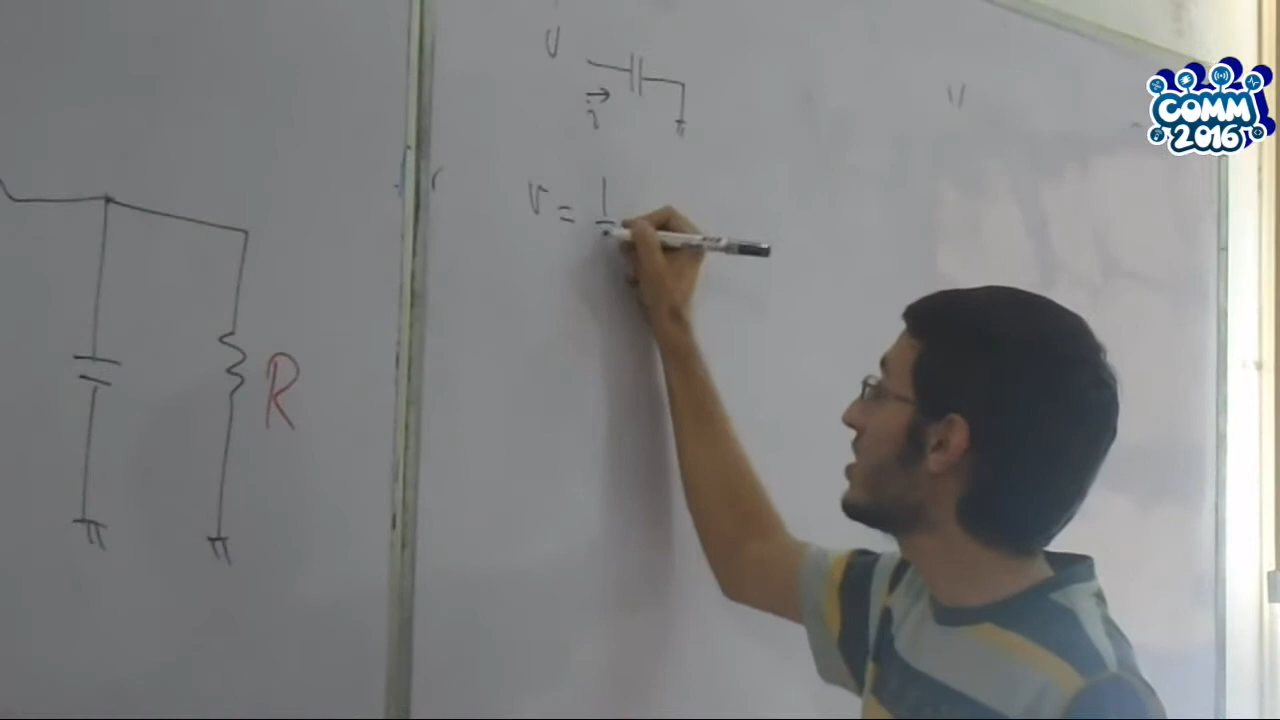 R
V
i
V = 1
COMM
2016